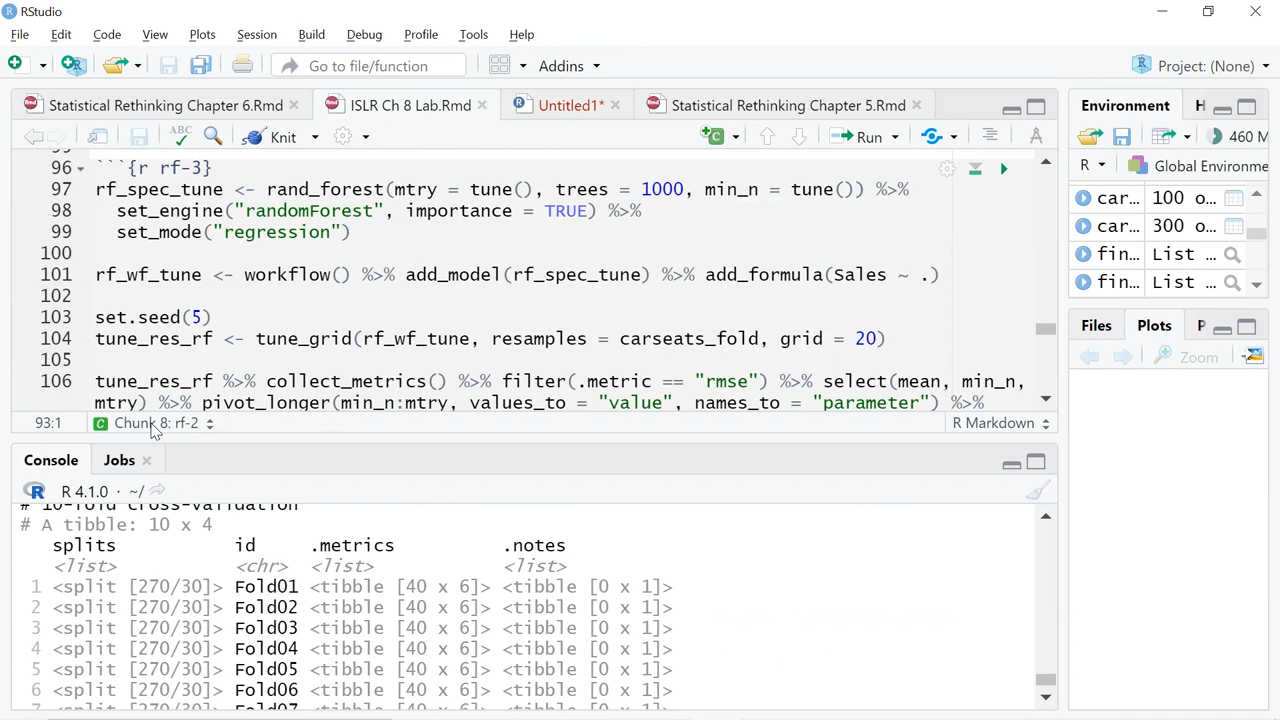 RStudio
File Edit Code View Plots Session Build Debug Profile Tools Help
Go to file/function Addins Project: (None)
Statistical Rethinking Chapter 6.Rmd ISLR Ch 8 Lab.Rmd Untitled1* Statistical Rethinking Chapter 5.Rmd
ABC Knit Run
96 ```{r rf-3}
97 rf_spec_tune <- rand_forest(mtry = tune(), trees = 1000, min_n = tune()) %>%
98 set_engine("randomForest", importance = TRUE) %>%
99 set_mode("regression")
100
101 rf_wf_tune <- workflow() %>% add_model(rf_spec_tune) %>% add_formula(Sales ~ .)
102
103 set.seed(5)
104 tune_res_rf <- tune_grid(rf_wf_tune, resamples = carseats_fold, grid = 20)
105
106 tune_res_rf %>% collect_metrics() %>% filter(.metric == "rmse") %>% select(mean, min_n,
mtry) %>% pivot_longer(min_n:mtry, values_to = "value", names_to = "parameter") %>%
93:1 Chunk 8: rf-2 R Markdown
Console Jobs
R 4.1.0 · ~/
# 10-fold cross-validation
# A tibble: 10 x 4
splits id .metrics .notes
<list> <chr> <list> <list>
1 <split [270/30]> Fold01 <tibble [40 x 6]> <tibble [0 x 1]>
2 <split [270/30]> Fold02 <tibble [40 x 6]> <tibble [0 x 1]>
3 <split [270/30]> Fold03 <tibble [40 x 6]> <tibble [0 x 1]>
4 <split [270/30]> Fold04 <tibble [40 x 6]> <tibble [0 x 1]>
5 <split [270/30]> Fold05 <tibble [40 x 6]> <tibble [0 x 1]>
6 <split [270/30]> Fold06 <tibble [40 x 6]> <tibble [0 x 1]>
Environment H
460 M
R Global Environme
car... 100 o...
car... 300 o...
fin... List ...
fin... List ...
Files Plots P
Zoom